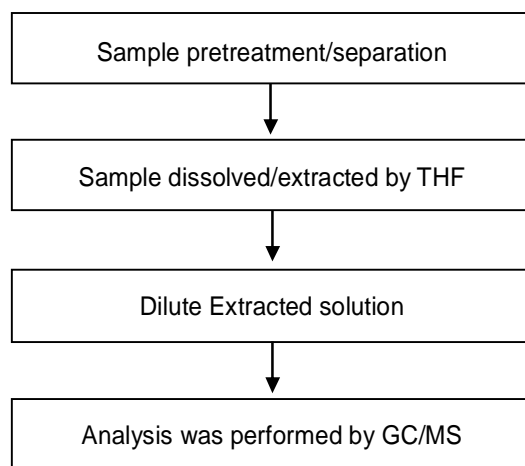 Sample pretreatment/separation
Sample dissolved/extracted by THF
Dilute Extracted solution
Analysis was performed by GC/MS